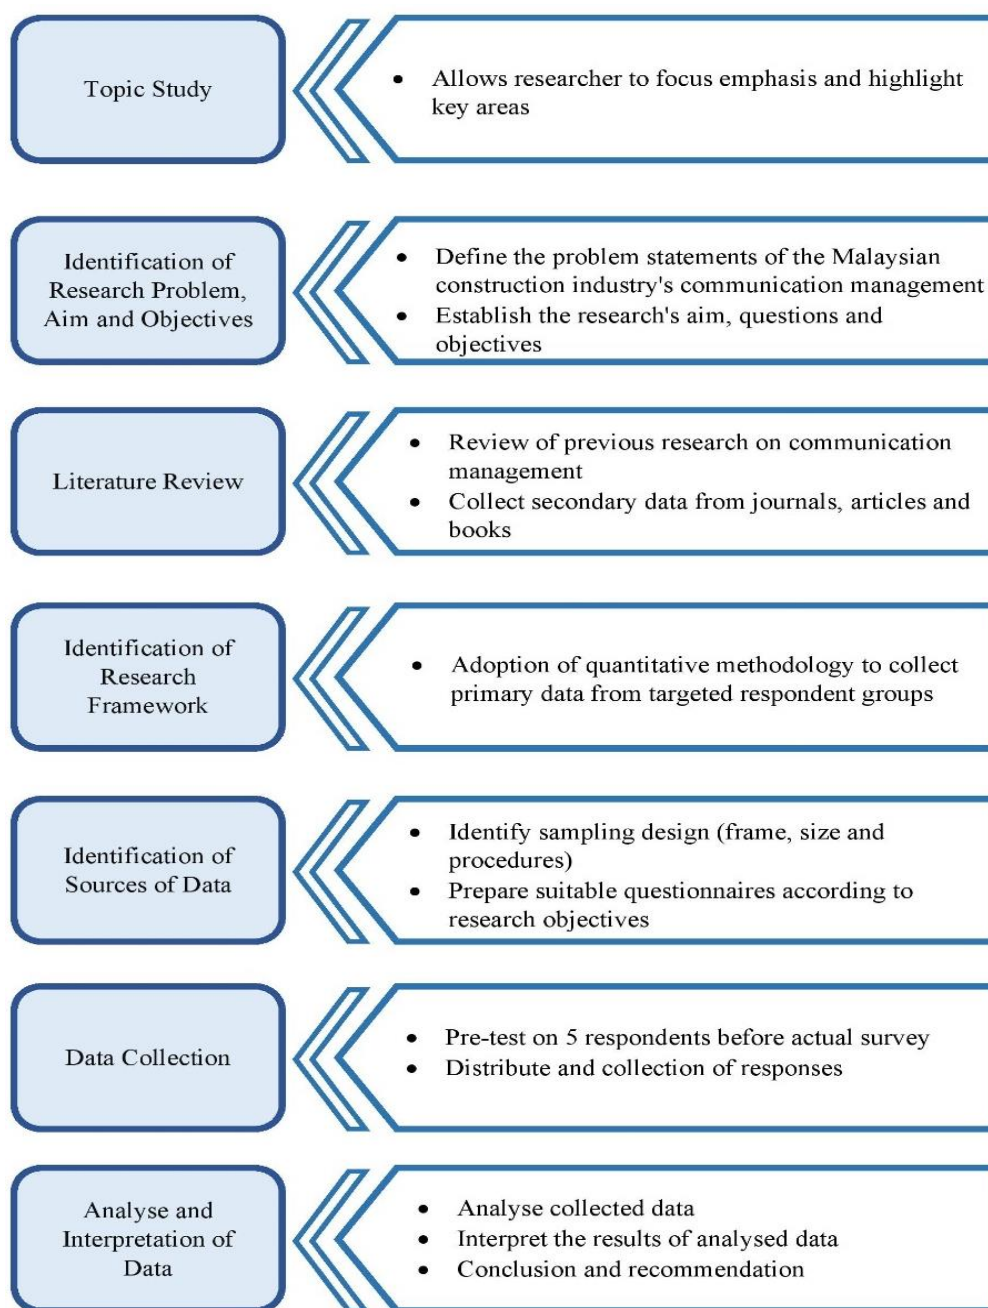 Topic Study
• Allows researcher to focus emphasis and highlight
key areas
Identification of
Research Problem,
Aim and Objectives
• Define the problem statements of the Malaysian
construction industry's communication management
• Establish the research's aim, questions and
objectives
Literature Review
• Review of previous research on communication
management
• Collect secondary data from journals, articles and
books
Identification of
Research
Framework
• Adoption of quantitative methodology to collect
primary data from targeted respondent groups
Identification of
Sources of Data
• Identify sampling design (frame, size and
procedures)
• Prepare suitable questionnaires according to
research objectives
Data Collection
• Pre-test on 5 respondents before actual survey
• Distribute and collection of responses
Analyse and
Interpretation of
Data
• Analyse collected data
• Interpret the results of analysed data
• Conclusion and recommendation